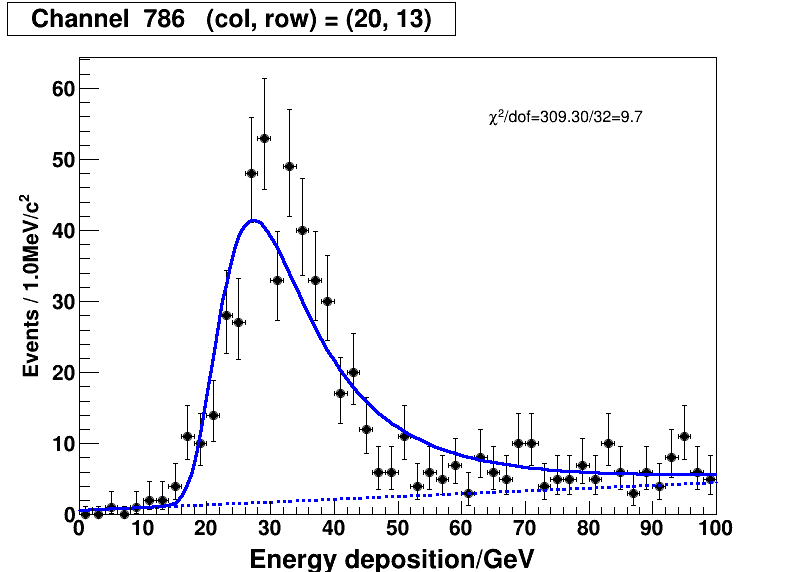 Channel 786 (col, row) = (20, 13)
χ²/dof=309.30/32=9.7
Events / 1.0MeV/c²
60
50
40
30
20
10
0
0 10 20 30 40 50 60 70 80 90 100
Energy deposition/GeV